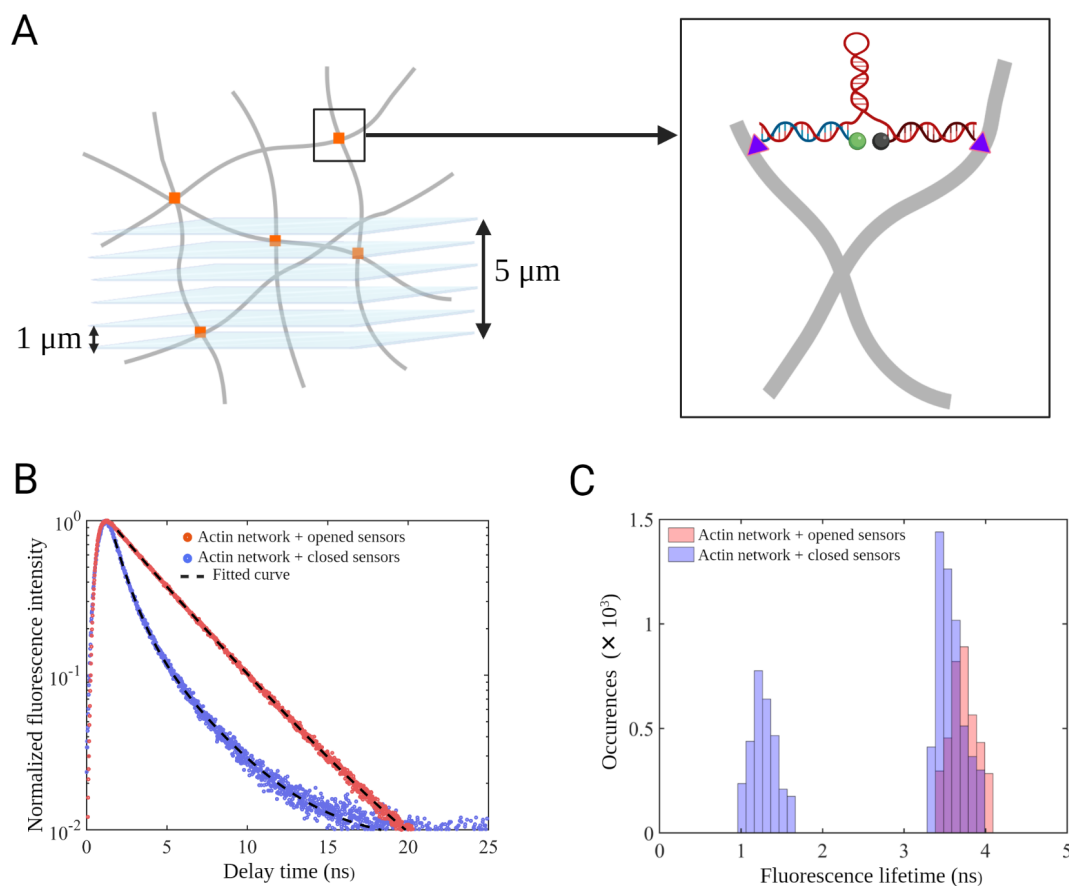 A
5 μm
1 μm
B
Normalized fluorescence intensity
10⁰
10⁻¹
10⁻²
Actin network + opened sensors
Actin network + closed sensors
Fitted curve
0 5 10 15 20 25
Delay time (ns)
C
Occurences (× 10³)
1.5
1
0.5
0
Actin network + opened sensors
Actin network + closed sensors
0 1 2 3 4 5
Fluorescence lifetime (ns)